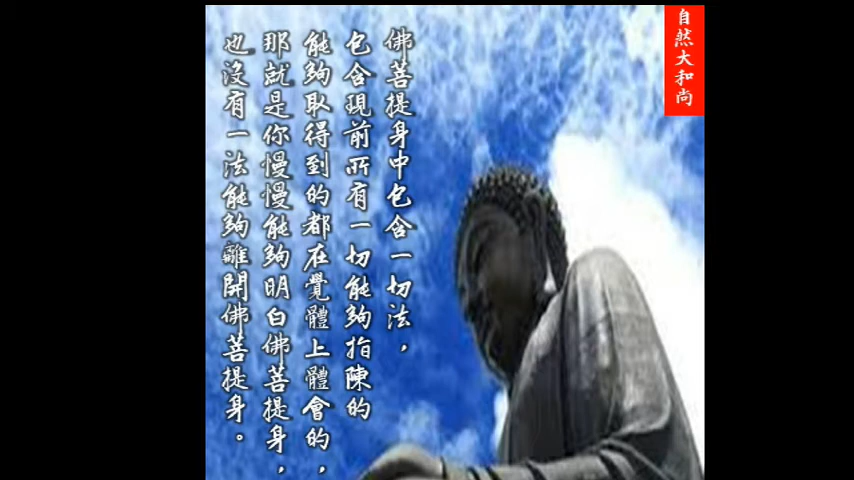 自然大和尚
佛菩提身中包含一切法，
包含現前所有一切能夠指陳的
能夠取得到的都在覺體上體會的，
那就是你慢慢能夠明白佛菩提身，
也沒有一法能夠離開佛菩提身。